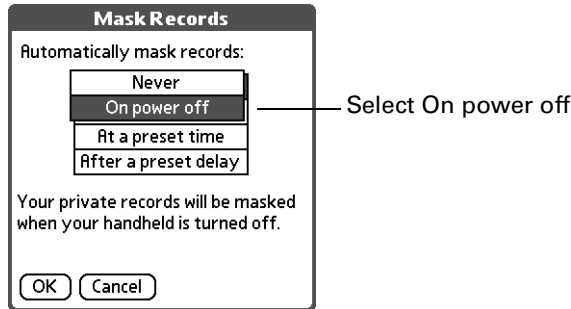 Mask Records
Automatically mask records:
Never
On power off
Select On power off
At a preset time
After a preset delay
Your private records will be masked
when your handheld is turned off.
OK Cancel